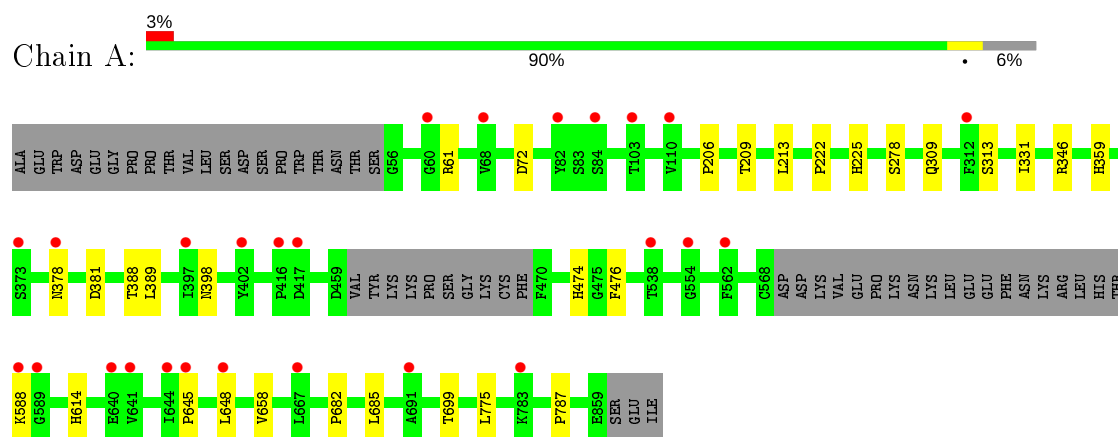 3%
Chain A:
90% • 6%
ALA GLU TRP ASP GLU GLY PRO PRO THR VAL LEU SER ASP SER PRO TRP THR ASN THR SER G56 G60 R61 V68 D72 Y82 S83 S84 T103 V110 P206 T209 L213 P222 H225 S278 Q309 F312 S313 I331 R346 H359
S373 N378 D381 T388 L389 I397 N398 Y402 P416 D417 D459 VAL TYR LYS LYS PRO SER GLY LYS CYS PHE F470 H474 G475 F476 T538 G554 F562 C568 ASP ASP LYS VAL GLU PRO LYS ASN LYS LEU GLU GLU PHE ASN LYS ARG LEU HIS THR
K588 G589 H614 E640 V641 I644 P645 L648 V658 L667 P682 L685 A691 T699 L775 K783 P787 E859 SER GLU ILE